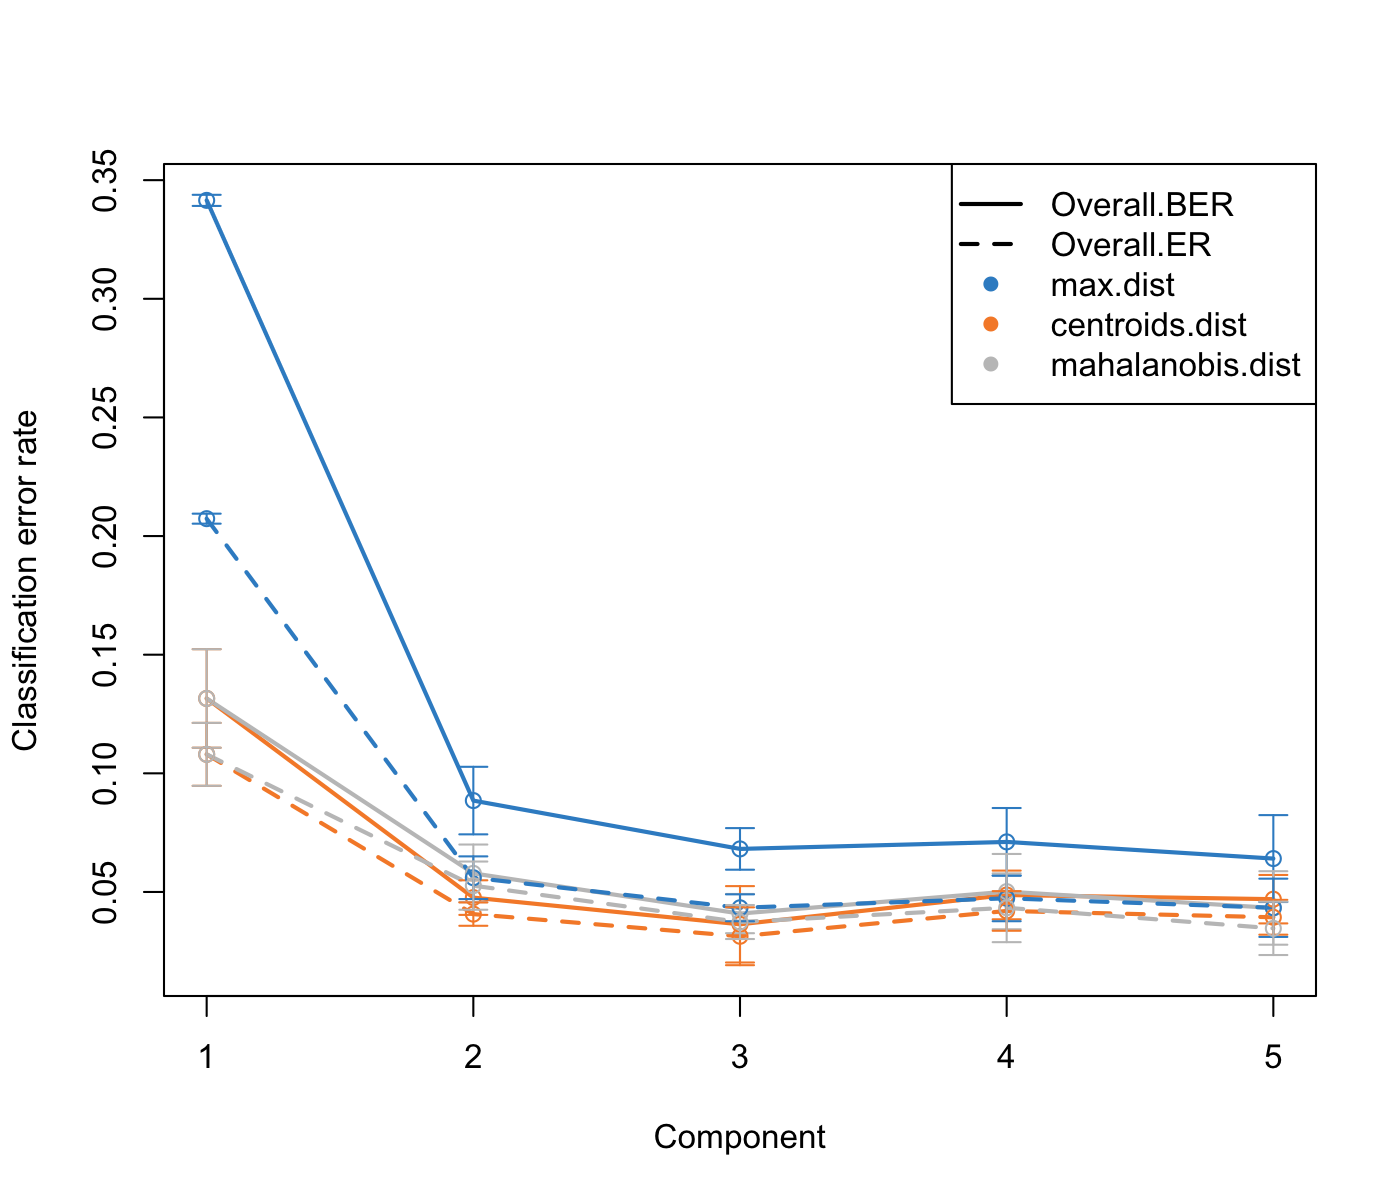 Overall.BER
Overall.ER
max.dist
centroids.dist
mahalanobis.dist
Classification error rate
0.35
0.30
0.25
0.20
0.15
0.10
0.05
1 2 3 4 5
Component